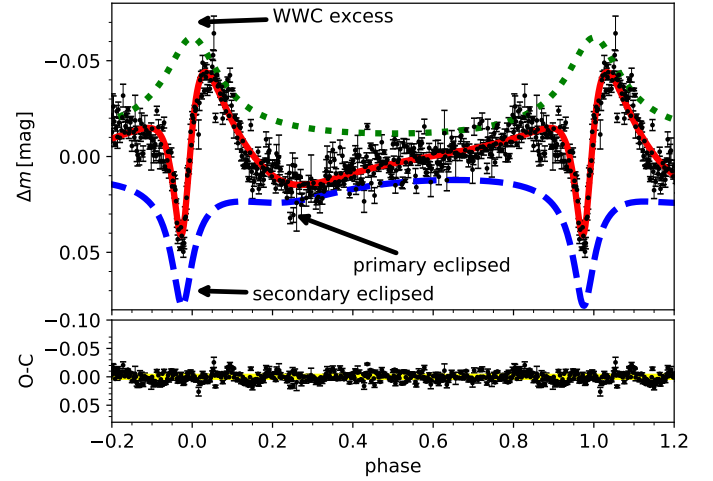 WWC excess
−0.05
0.00
0.05
Δm [mag]
primary eclipsed
secondary eclipsed
−0.10
−0.05
0.00
0.05
O-C
−0.2 0.0 0.2 0.4 0.6 0.8 1.0 1.2
phase